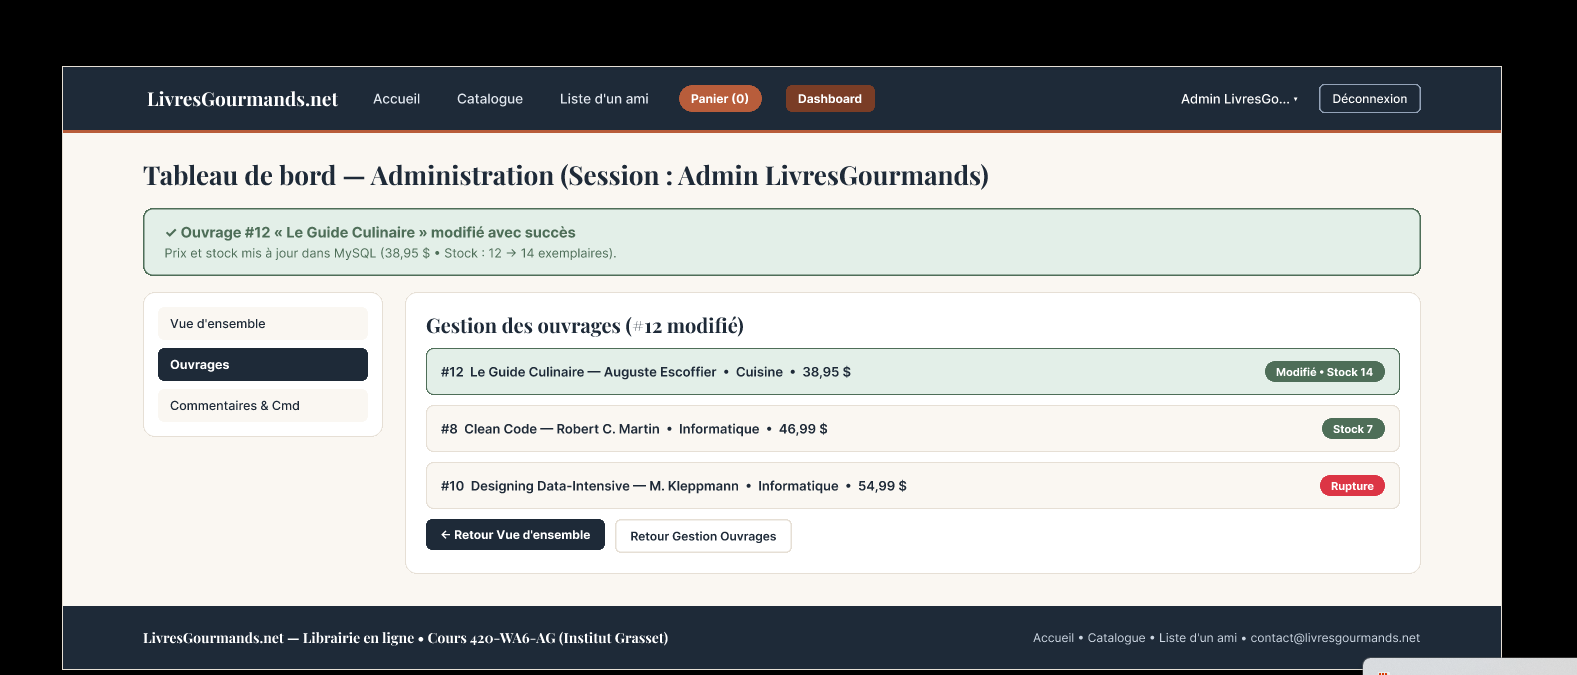 LivresGourmands.net Accueil Catalogue Liste d'un ami Panier (0) Dashboard Admin LivresGo... ▾ Déconnexion
Tableau de bord — Administration (Session : Admin LivresGourmands)
✓ Ouvrage #12 « Le Guide Culinaire » modifié avec succès
Prix et stock mis à jour dans MySQL (38,95 $ • Stock : 12 → 14 exemplaires).
Vue d'ensemble
Ouvrages
Commentaires & Cmd
Gestion des ouvrages (#12 modifié)
#12 Le Guide Culinaire — Auguste Escoffier • Cuisine • 38,95 $ Modifié • Stock 14
#8 Clean Code — Robert C. Martin • Informatique • 46,99 $ Stock 7
#10 Designing Data-Intensive — M. Kleppmann • Informatique • 54,99 $ Rupture
← Retour Vue d'ensemble Retour Gestion Ouvrages
LivresGourmands.net — Librairie en ligne • Cours 420-WA6-AG (Institut Grasset) Accueil • Catalogue • Liste d'un ami • contact@livresgourmands.net